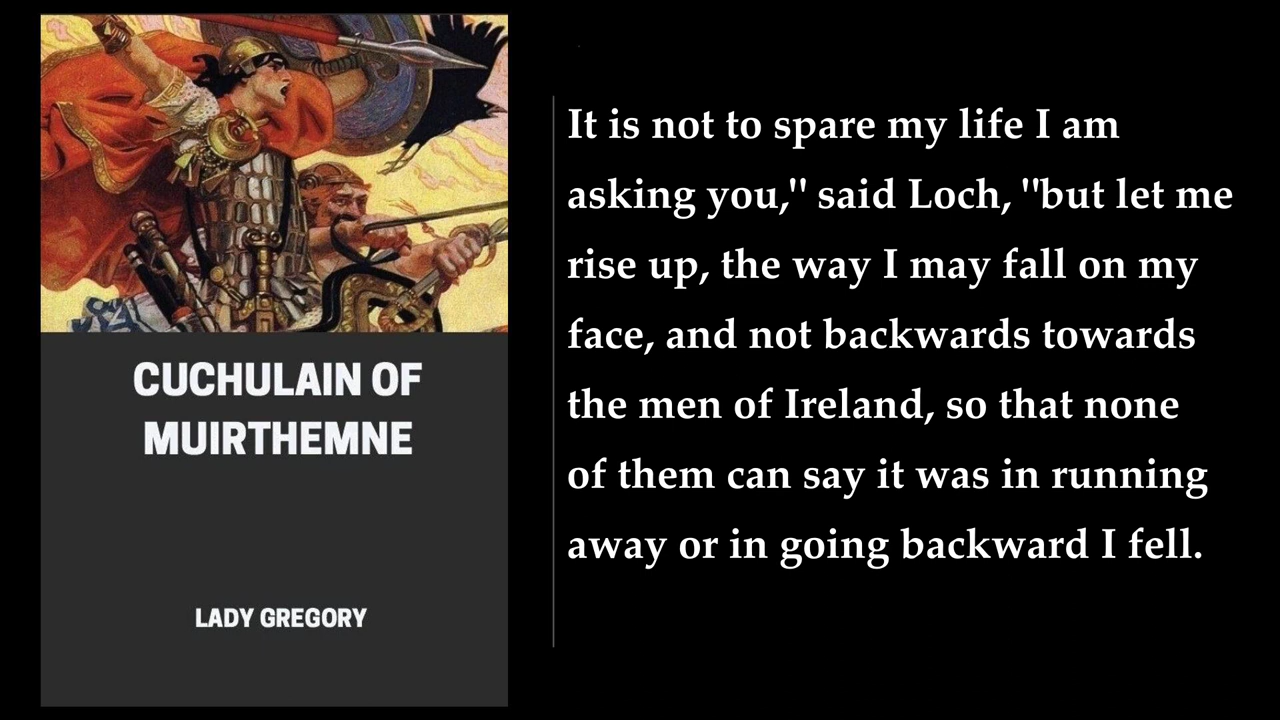 CUCHULAIN OF
MUIRTHEMNE
LADY GREGORY
It is not to spare my life I am
asking you," said Loch, "but let me
rise up, the way I may fall on my
face, and not backwards towards
the men of Ireland, so that none
of them can say it was in running
away or in going backward I fell.